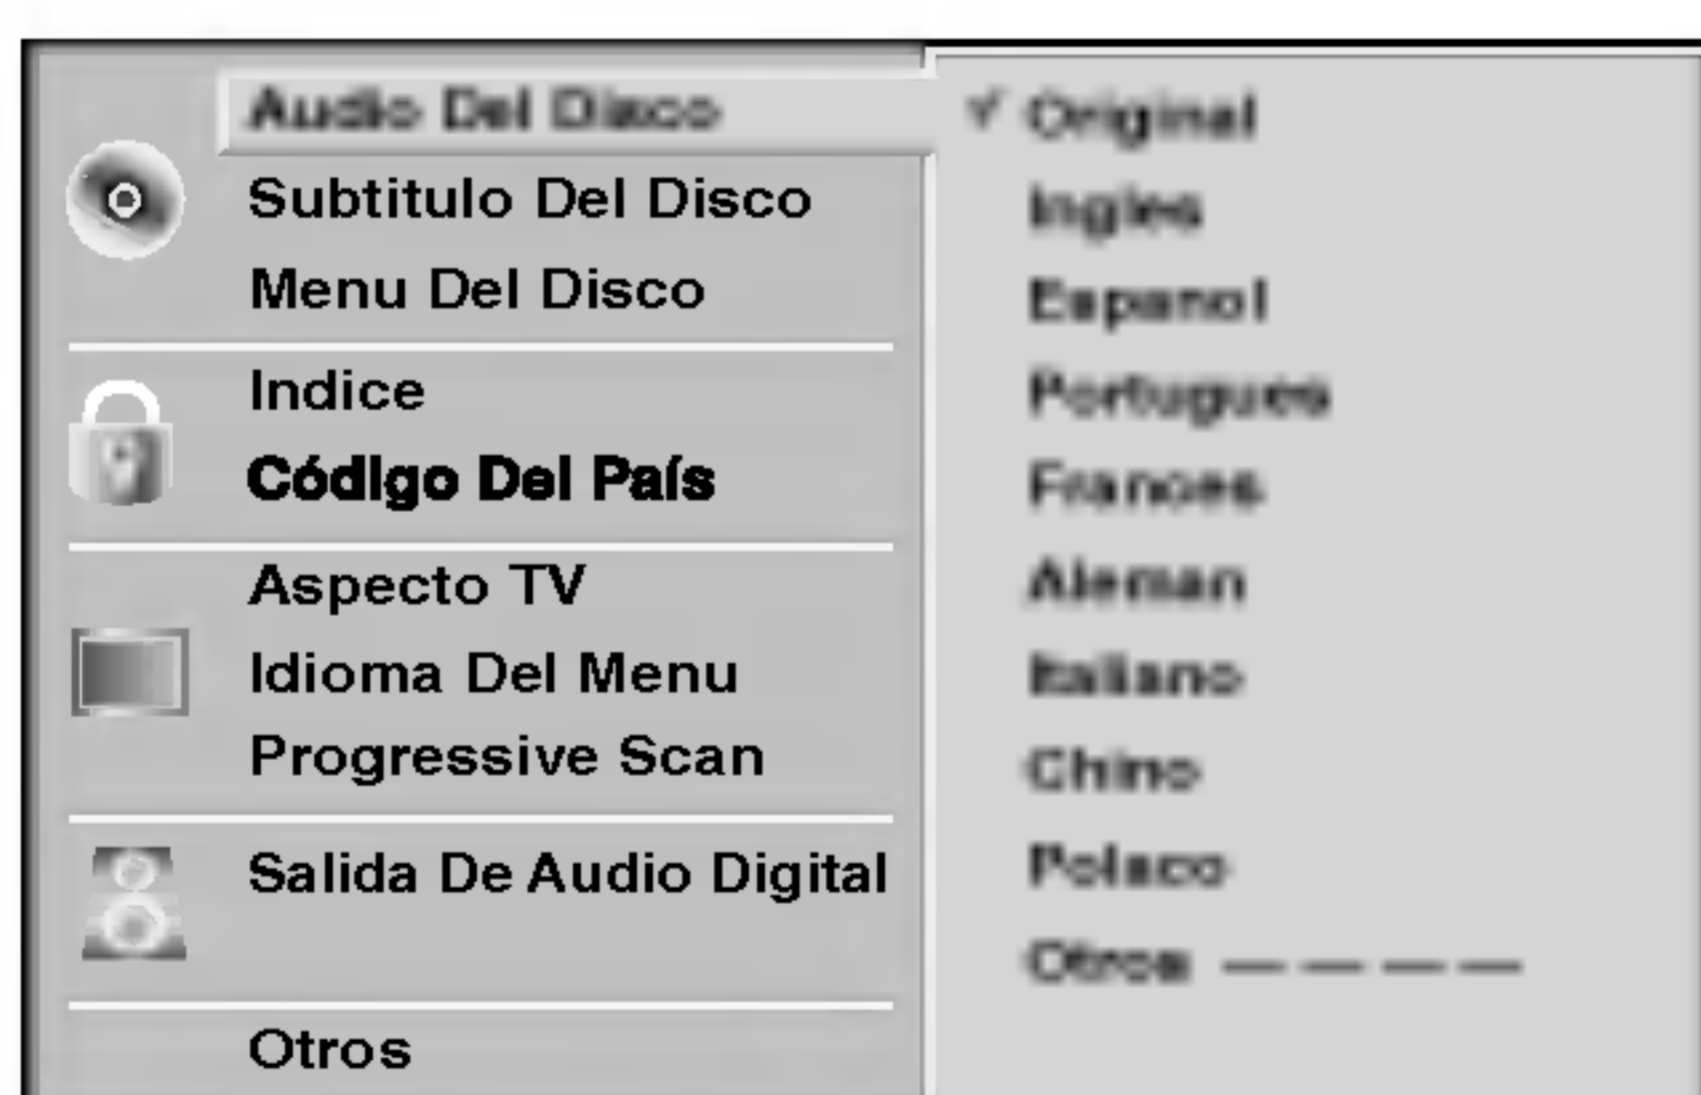 Audio Del Disco
Subtitulo Del Disco
Menu Del Disco
Indice
Código Del País
Aspecto TV
Idioma Del Menu
Progressive Scan
Salida De Audio Digital
Otros
✓ Original
Ingles
Espanol
Portugues
Frances
Aleman
Italiano
Chino
Polaco
Otros — — — —